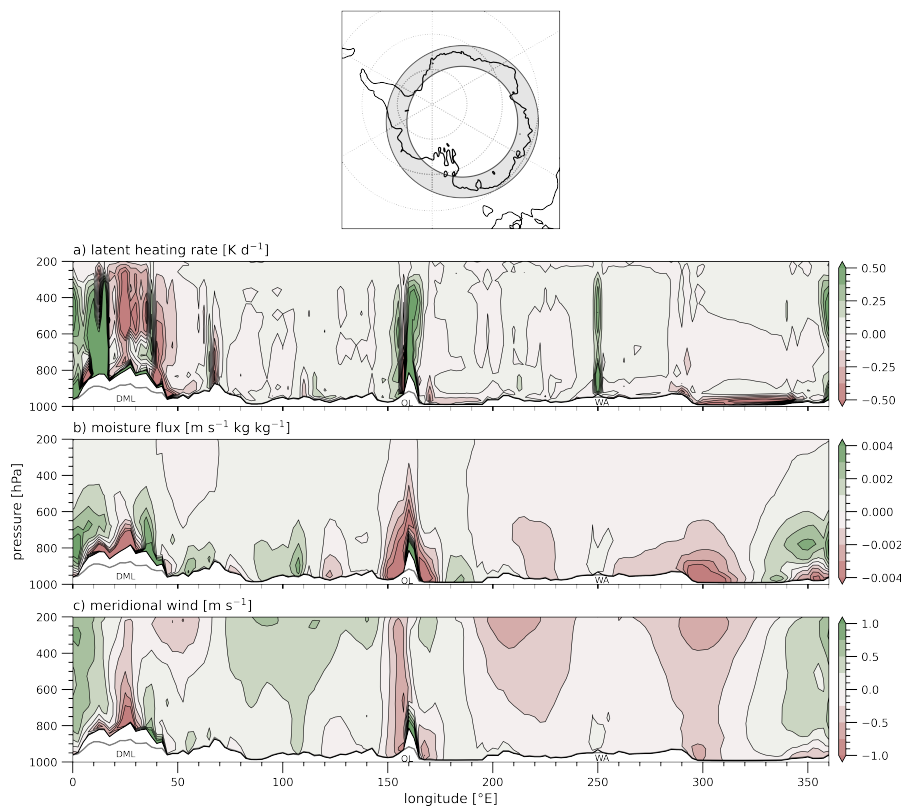 a) latent heating rate [K d⁻¹]
200
400
600
800
1000
DML
OL
WA
0.50
0.25
0.00
−0.25
−0.50
b) moisture flux [m s⁻¹ kg kg⁻¹]
pressure [hPa]
200
400
600
800
1000
DML
OL
WA
0.004
0.002
0.000
−0.002
−0.004
c) meridional wind [m s⁻¹]
200
400
600
800
1000
DML
OL
WA
1.0
0.5
0.0
−0.5
−1.0
0 50 100 150 200 250 300 350
longitude [°E]